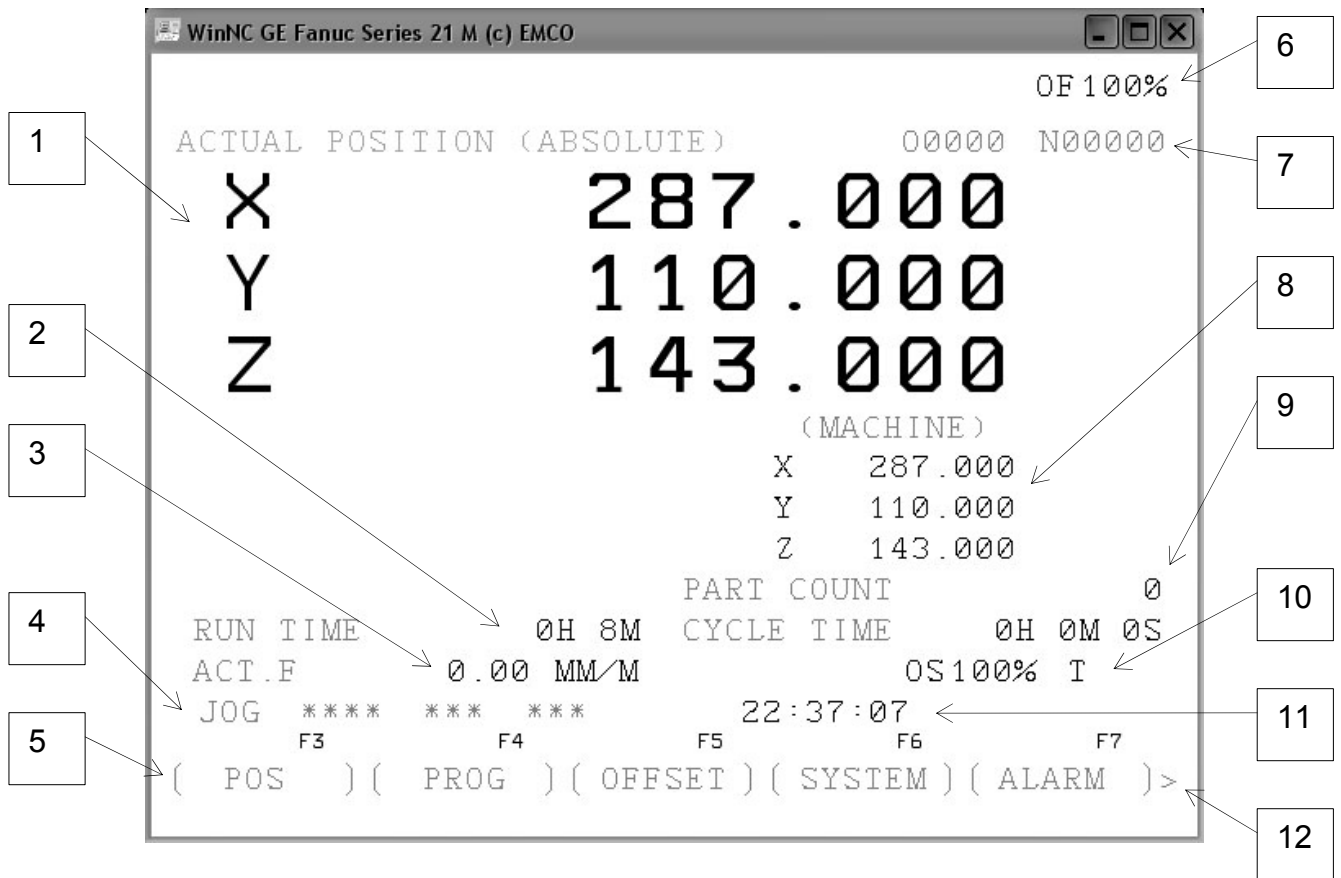 WinNC GE Fanuc Series 21 M (c) EMCO
6
OF100%
1
ACTUAL POSITION (ABSOLUTE) O0000 N00000
7
X 287.000
Y 110.000
8
2
Z 143.000
9
(MACHINE)
3
X 287.000
Y 110.000
Z 143.000
PART COUNT 0
10
4
RUN TIME 0H 8M CYCLE TIME 0H 0M 0S
ACT.F 0.00 MM/M OS100% T
JOG **** *** *** 22:37:07
11
5
F3 F4 F5 F6 F7
( POS )( PROG )( OFFSET )( SYSTEM )( ALARM )>
12